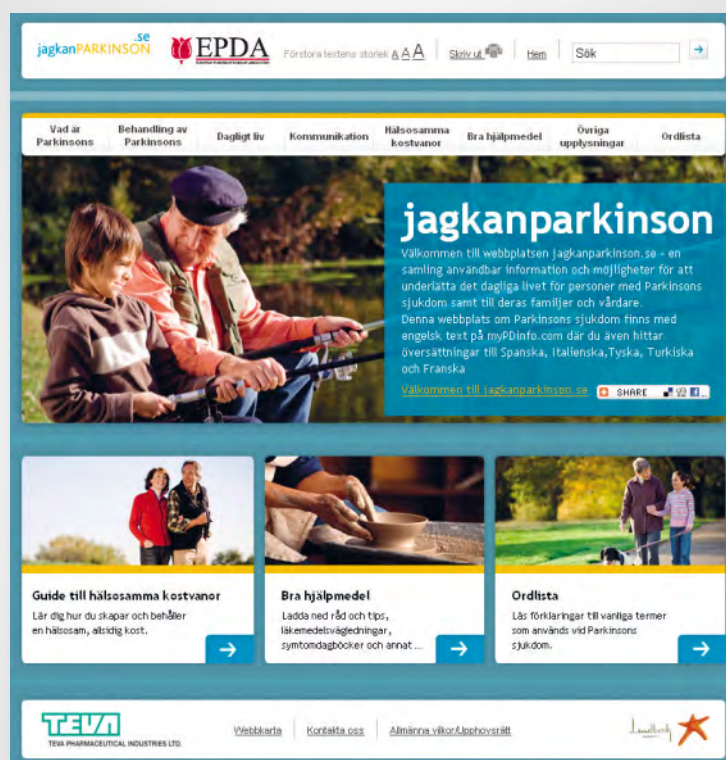 jagkanPARKINSON.se
EPDA
Förstora textens storlek A A A
Skriv ut
Hem
Sök
Vad är Parkinsons
Behandling av Parkinsons
Dagligt liv
Kommunikation
Hälsosamma kostvanor
Bra hjälpmedel
Övriga upplysningar
Ordlista
jagkanparkinson
Välkommen till webbplatsen jagkanparkinson.se - en
samling användbar information och möjligheter för att
underlätta det dagliga livet för personer med Parkinsons
sjukdom samt till deras familjer och vårdare.
Denna webbplats om Parkinsons sjukdom finns med
engelsk text på myPDinfo.com där du även hittar
översättningar till Spanska, Italienska,Tyska, Turkiska
och Franska
Välkommen till jagkanparkinson.se
SHARE
Guide till hälsosamma kostvanor
Lär dig hur du skapar och behåller
en hälsosam, allsidig kost.
Bra hjälpmedel
Ladda ned råd och tips,
läkemedelsvägledningar,
symtomdagböcker och annat ...
Ordlista
Läs förklaringar till vanliga termer
som används vid Parkinsons
sjukdom.
TEVA
TEVA PHARMACEUTICAL INDUSTRIES LTD.
Webbkarta
Kontakta oss
Allmänna vilkor/Upphovsrätt
Lundbeck